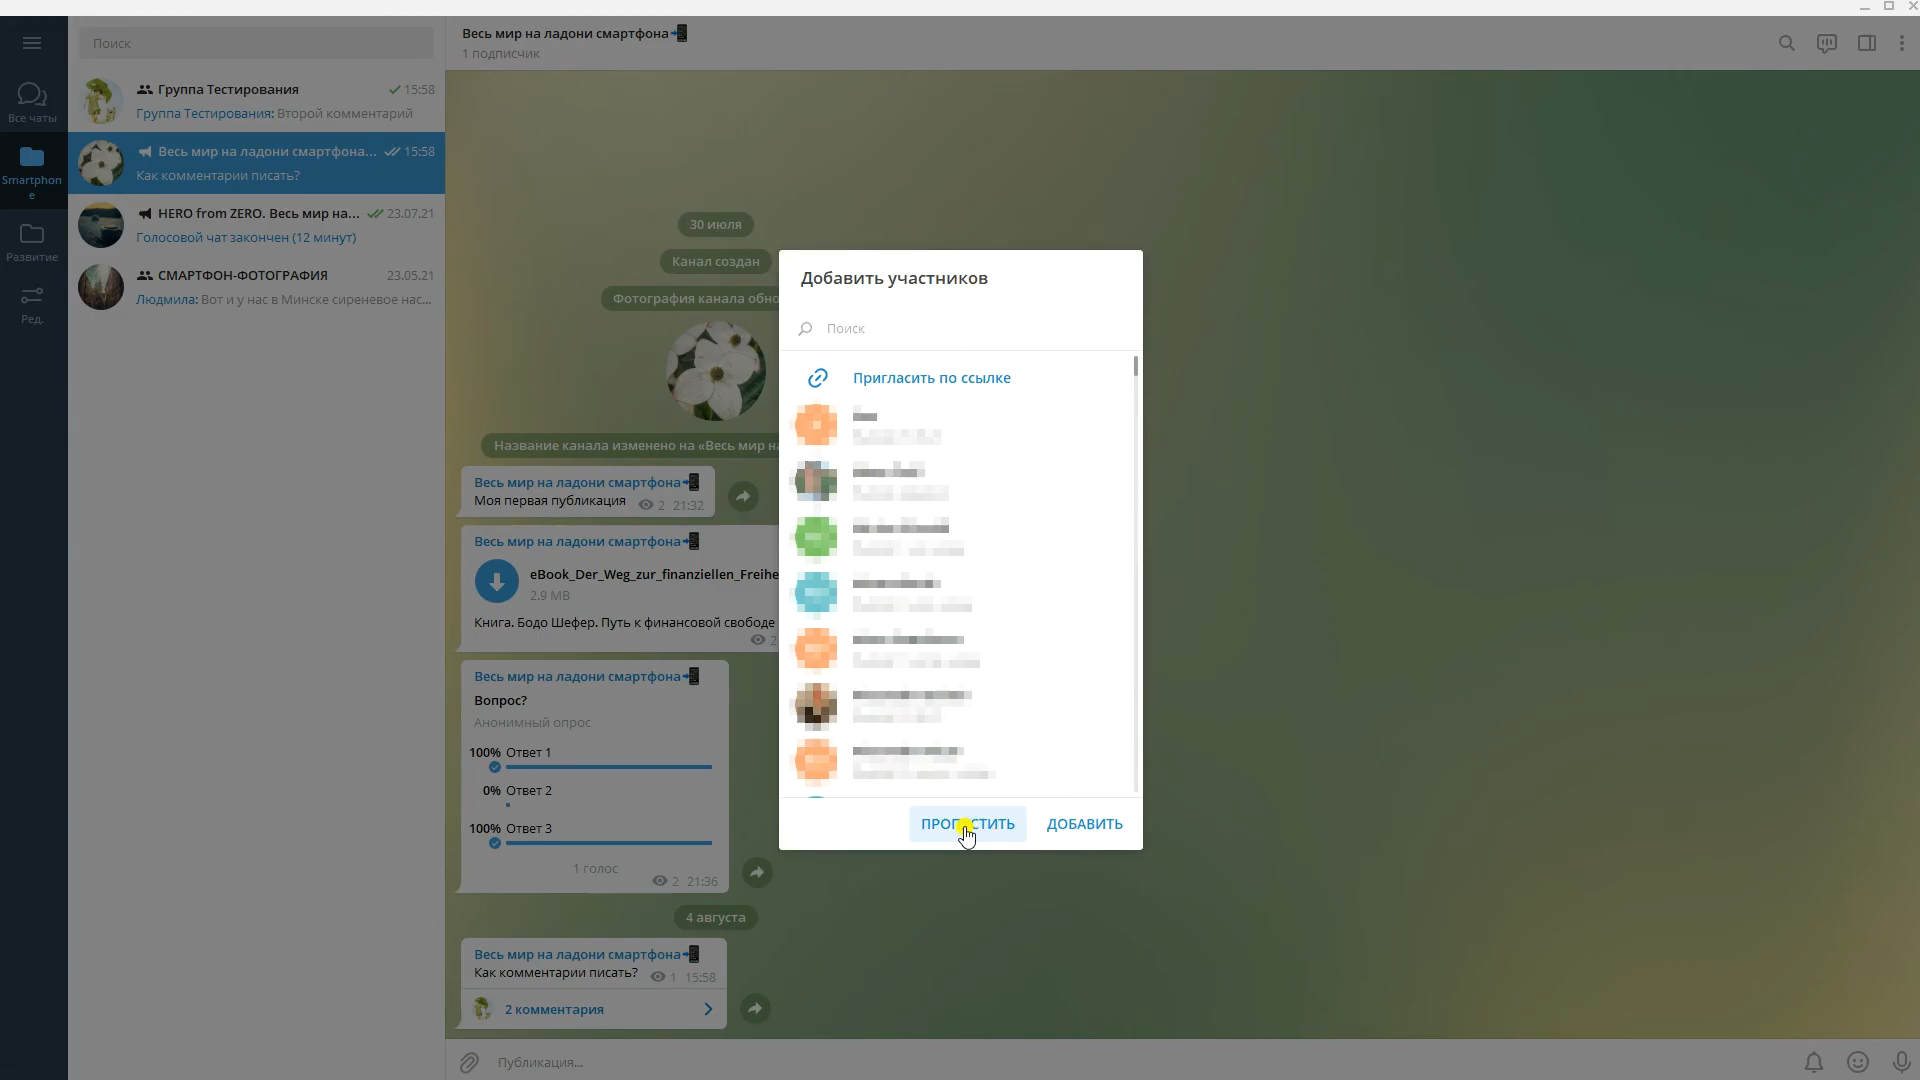 Поиск
Все чаты
Smartphon
e
Развитие
Ред.
Группа Тестирования 15:58
Группа Тестирования: Второй комментарий
Весь мир на ладони смартфона... 15:58
Как комментарии писать?
HERO from ZERO. Весь мир на... 23.07.21
Голосовой чат закончен (12 минут)
СМАРТФОН-ФОТОГРАФИЯ 23.05.21
Людмила: Вот и у нас в Минске сиреневое нас...
Весь мир на ладони смартфона
1 подписчик
30 июля
Канал создан
Фотография канала обно
Название канала изменено на «Весь мир на
Весь мир на ладони смартфона
Моя первая публикация 2 21:32
Весь мир на ладони смартфона
eBook_Der_Weg_zur_finanziellen_Freihe
2.9 MB
Книга. Бодо Шефер. Путь к финансовой свободе
2
Весь мир на ладони смартфона
Вопрос?
Анонимный опрос
100% Ответ 1
0% Ответ 2
100% Ответ 3
1 голос
2 21:36
4 августа
Весь мир на ладони смартфона
Как комментарии писать? 1 15:58
2 комментария
Публикация...
Добавить участников
Поиск
Пригласить по ссылке
ПРОПУСТИТЬ ДОБАВИТЬ